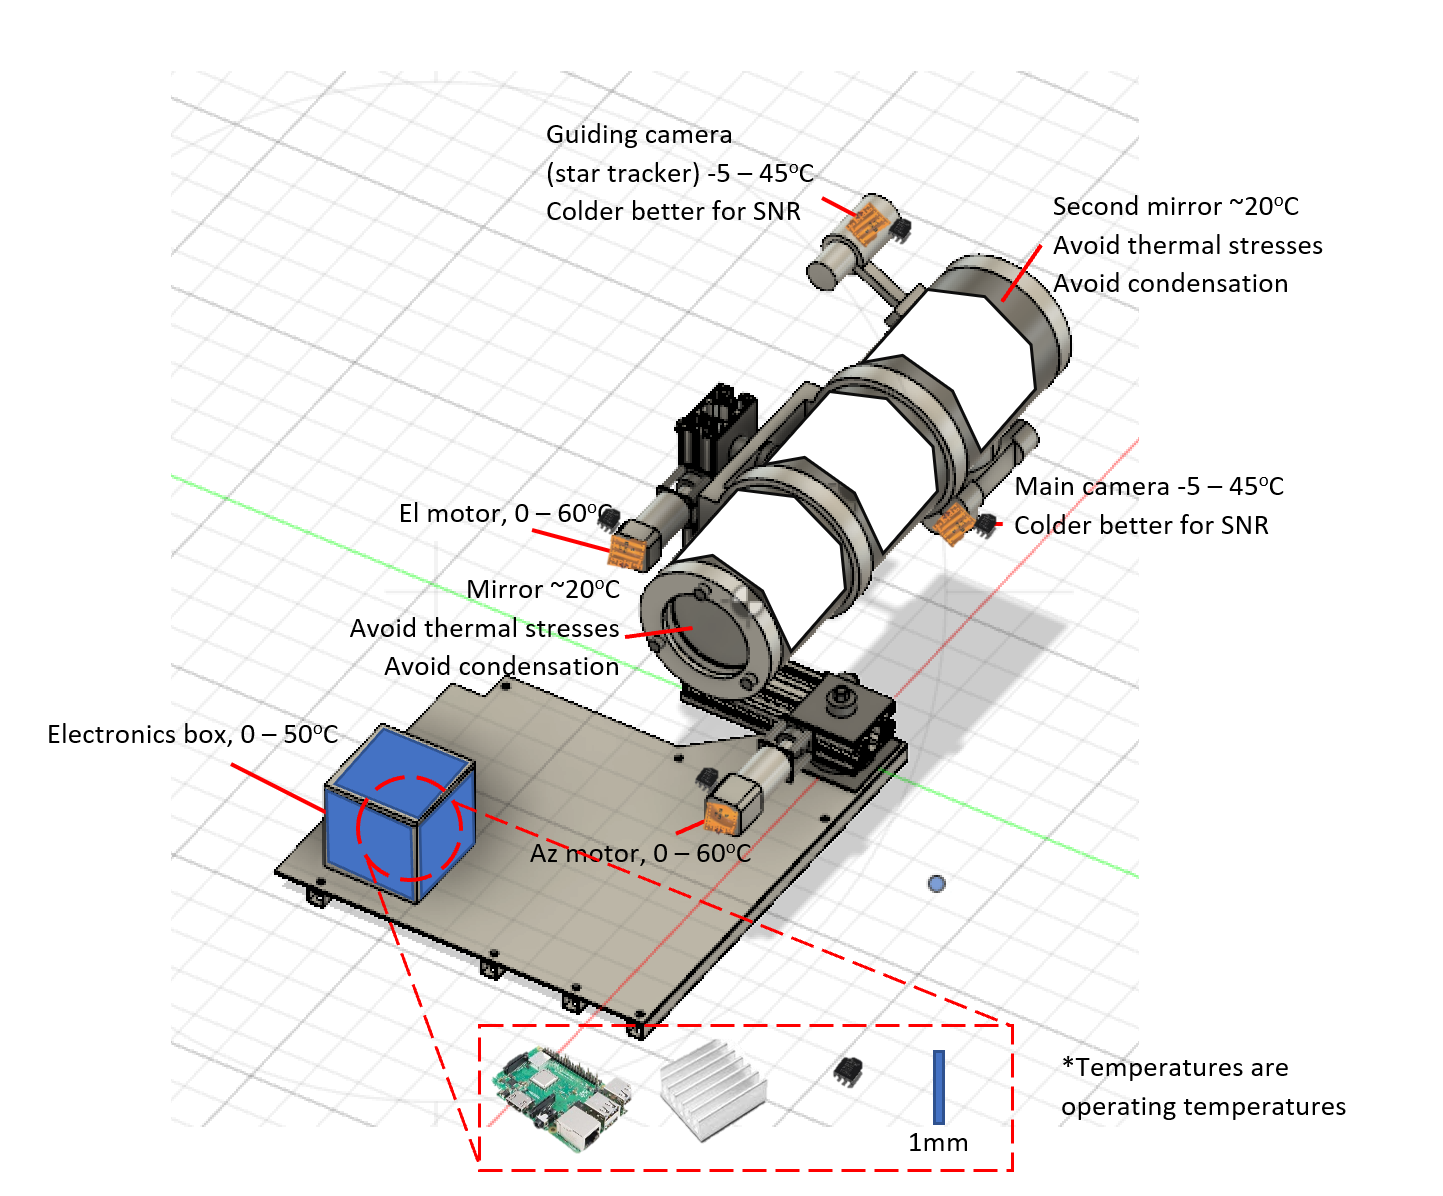 Guiding camera
(star tracker) -5 – 45°C
Colder better for SNR
Second mirror ~20°C
Avoid thermal stresses
Avoid condensation
Main camera -5 – 45°C
Colder better for SNR
El motor, 0 – 60°C
Mirror ~20°C
Avoid thermal stresses
Avoid condensation
Electronics box, 0 – 50°C
Az motor, 0 – 60°C
1mm
*Temperatures are
operating temperatures